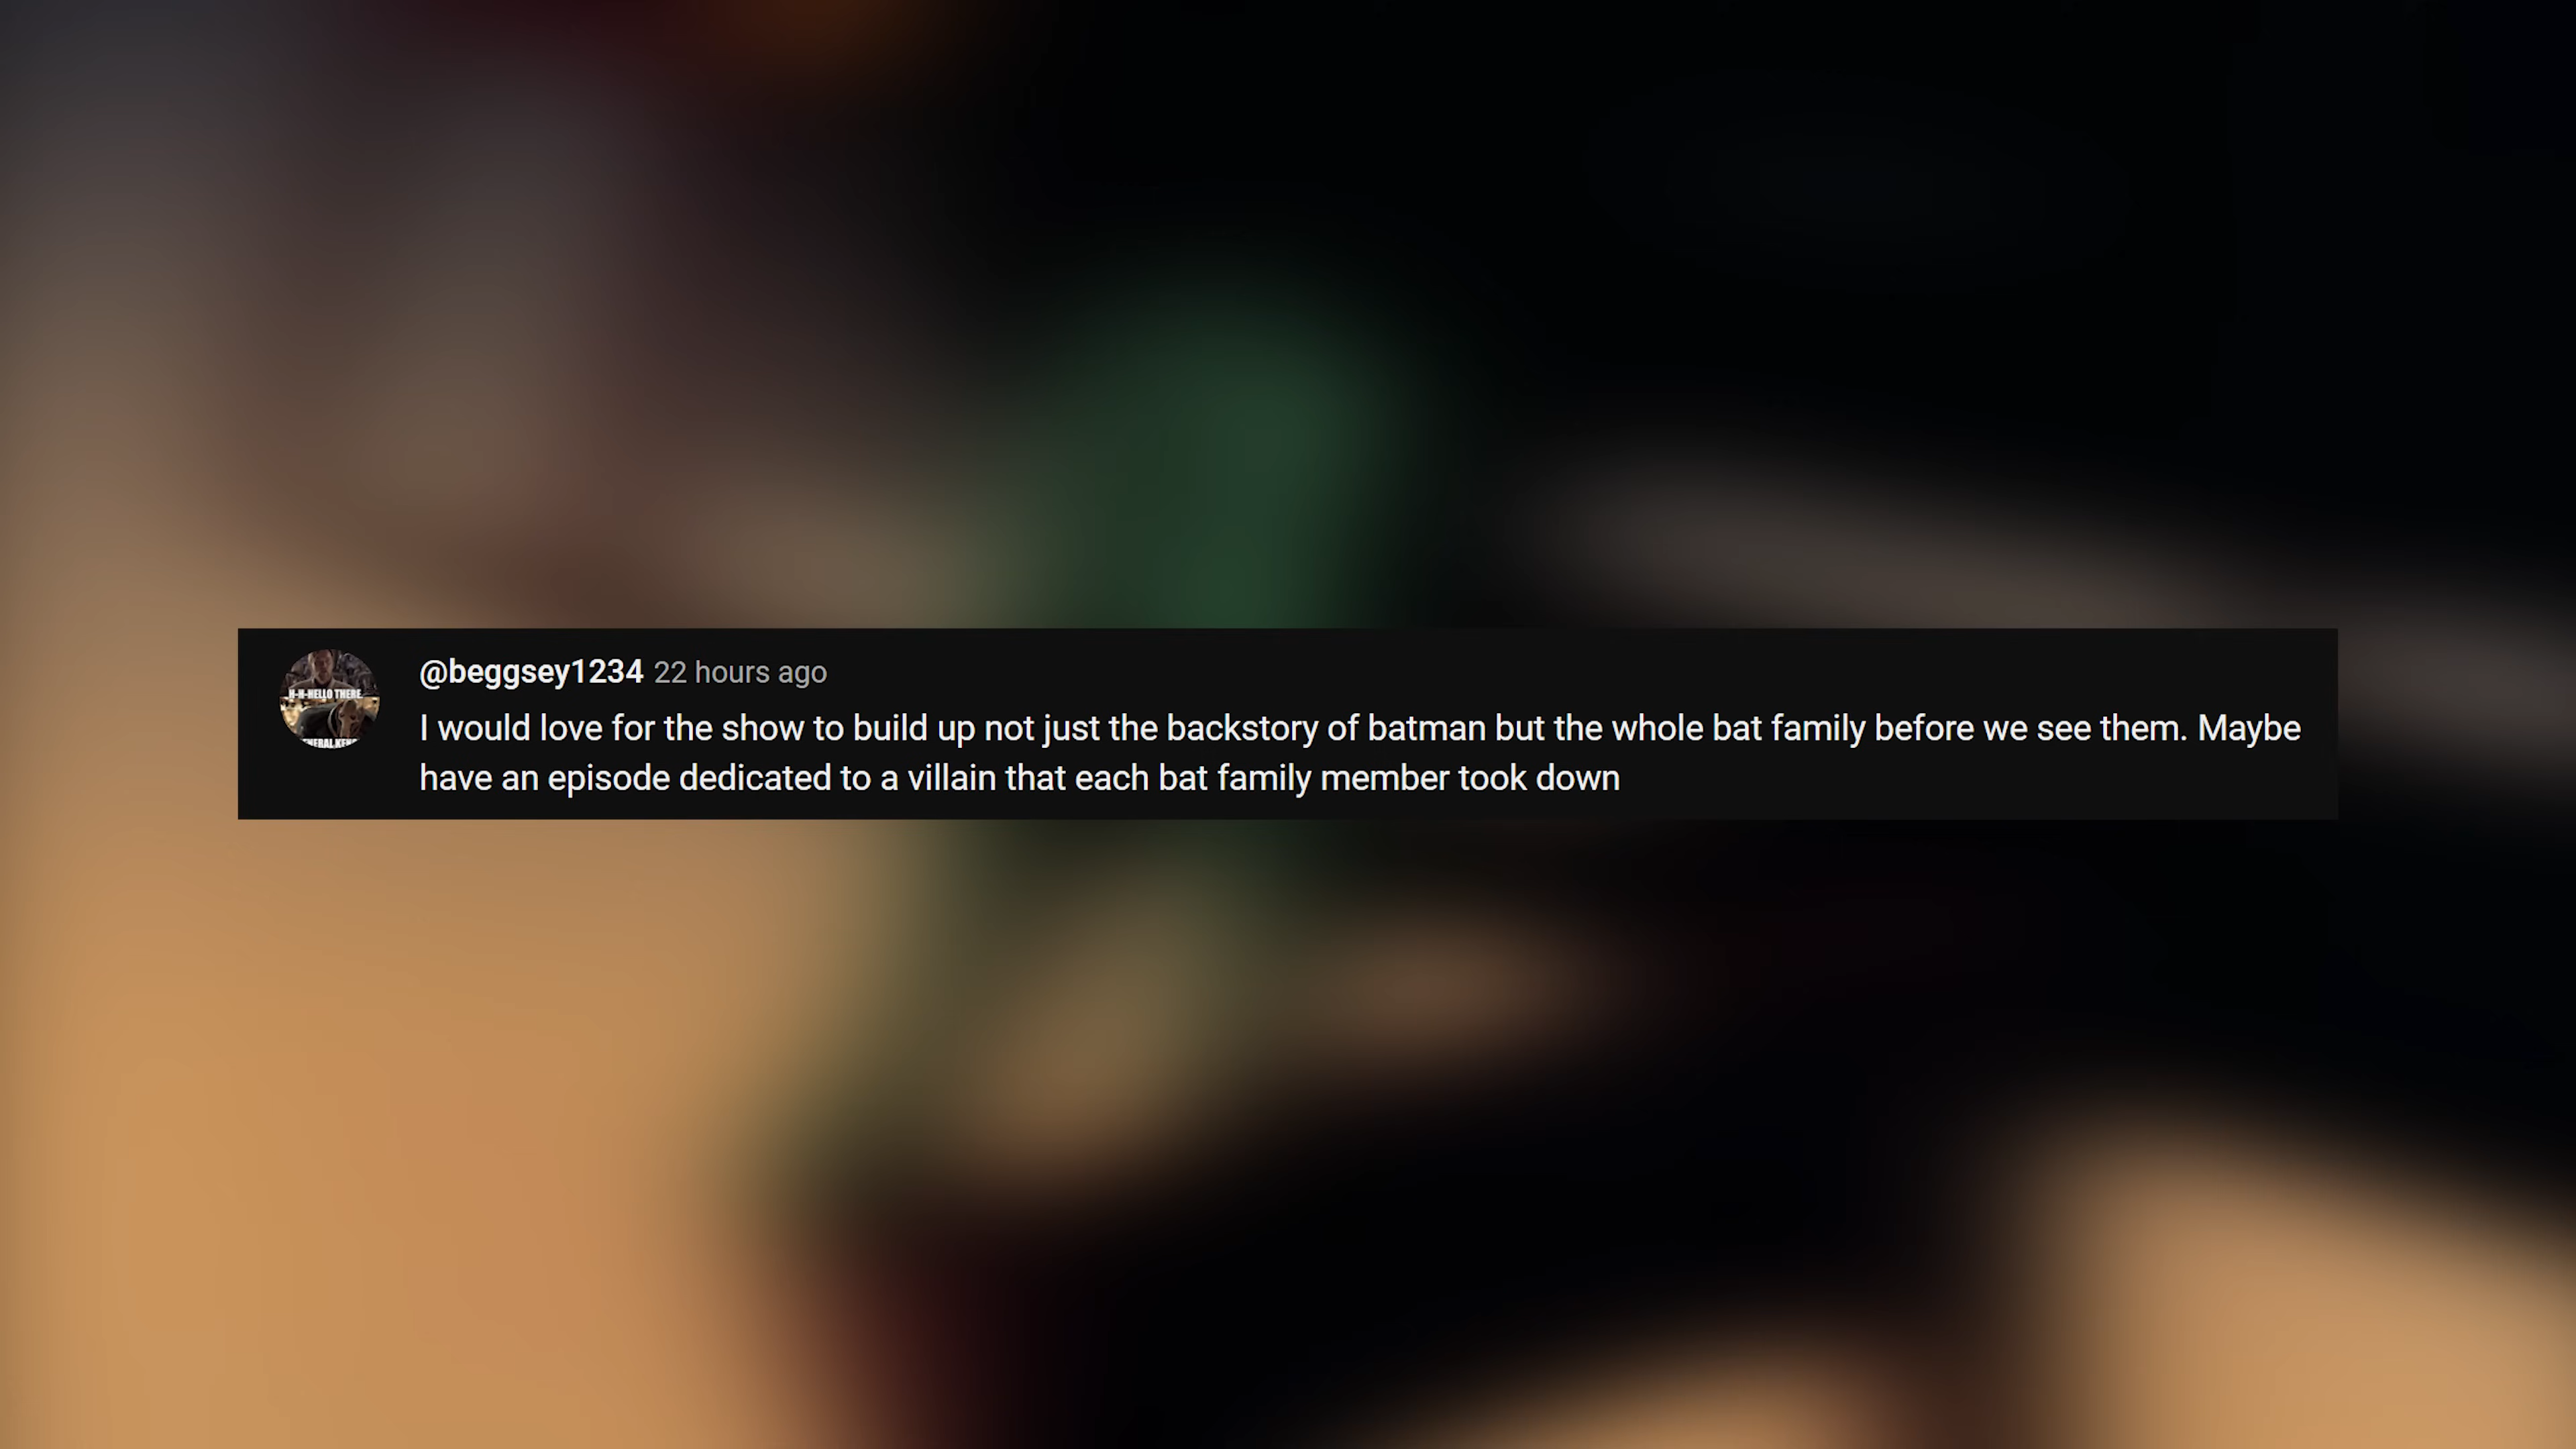 H-H-HELLO THERE
@beggsey1234 22 hours ago
I would love for the show to build up not just the backstory of batman but the whole bat family before we see them. Maybe
have an episode dedicated to a villain that each bat family member took down